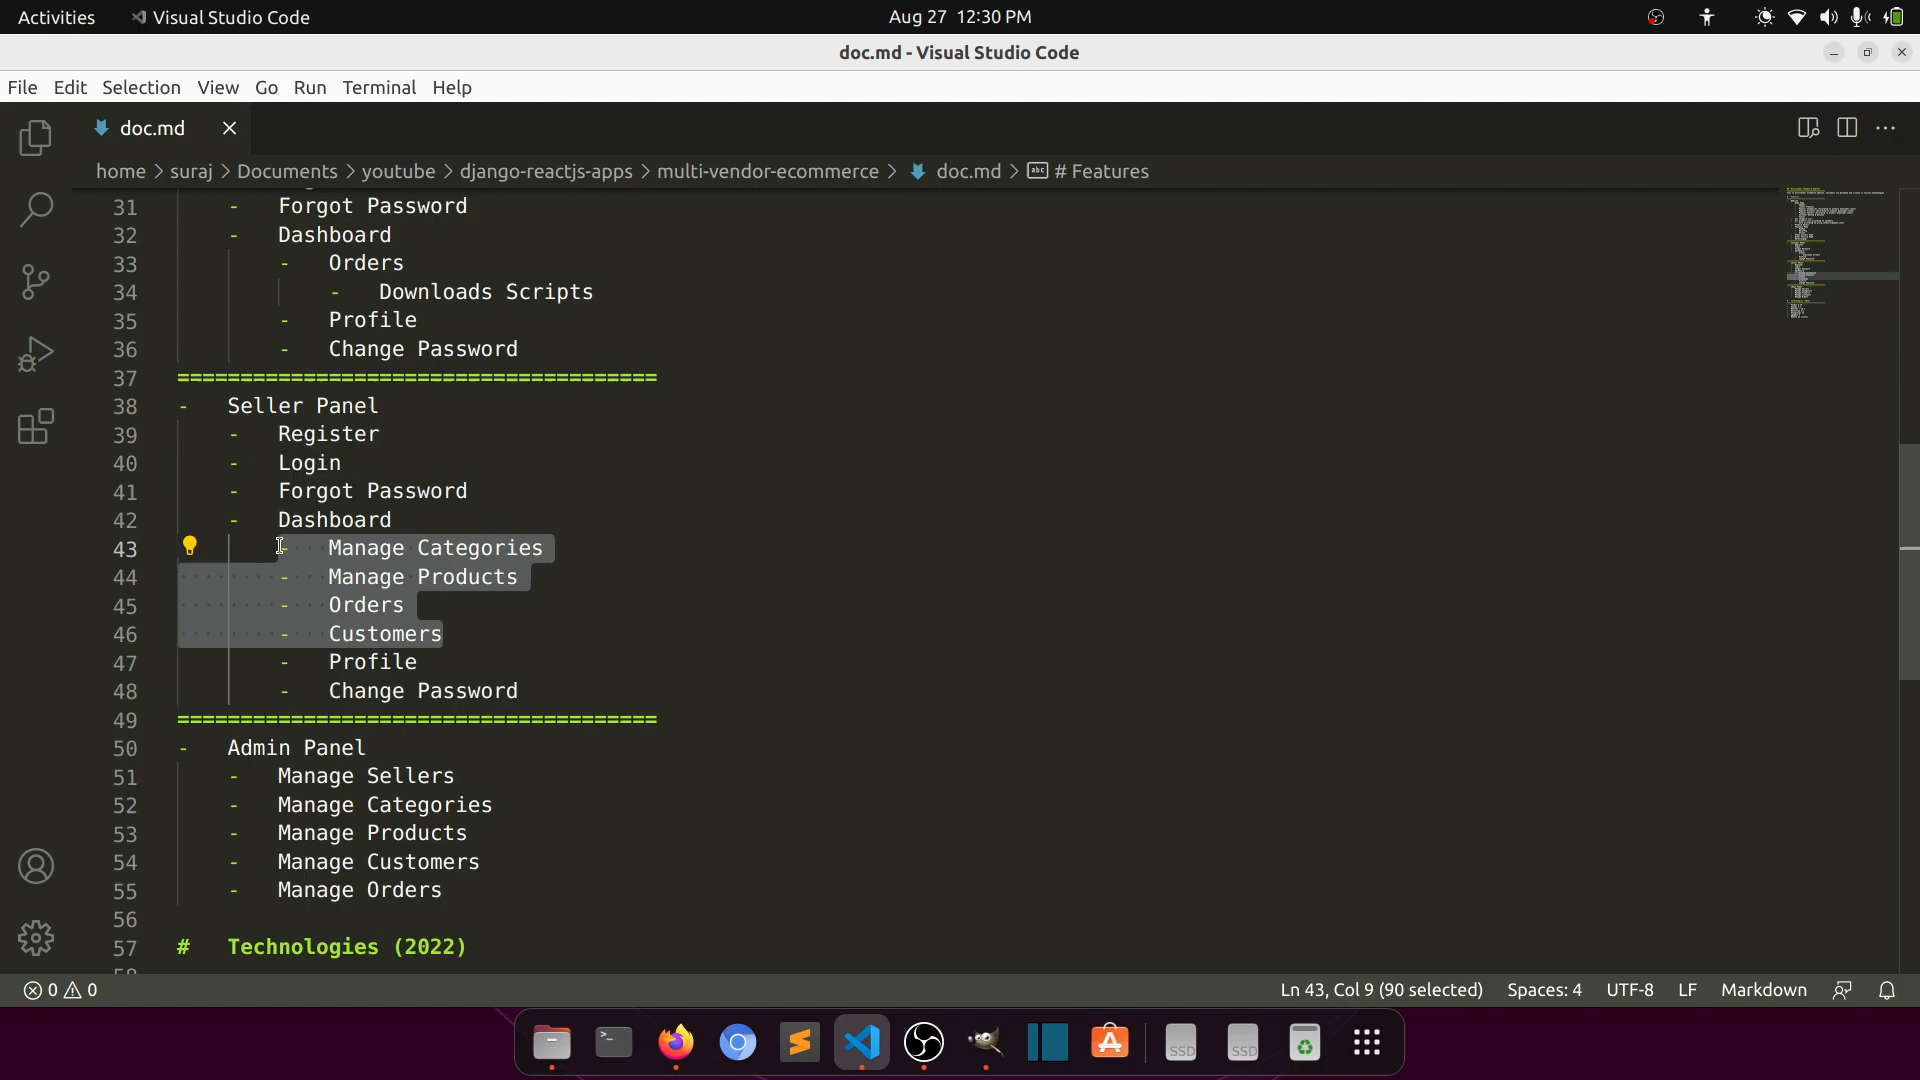 Activities Visual Studio Code Aug 27 12:30 PM
doc.md - Visual Studio Code
File Edit Selection View Go Run Terminal Help
doc.md
home > suraj > Documents > youtube > django-reactjs-apps > multi-vendor-ecommerce > doc.md > # Features
31 - Forgot Password
32 - Dashboard
33 - Orders
34 - Downloads Scripts
35 - Profile
36 - Change Password
37 ======================================
38 - Seller Panel
39 - Register
40 - Login
41 - Forgot Password
42 - Dashboard
43 - Manage Categories
44 - Manage Products
45 - Orders
46 - Customers
47 - Profile
48 - Change Password
49 ======================================
50 - Admin Panel
51 - Manage Sellers
52 - Manage Categories
53 - Manage Products
54 - Manage Customers
55 - Manage Orders
56
57 # Technologies (2022)
0 0 Ln 43, Col 9 (90 selected) Spaces: 4 UTF-8 LF Markdown
SSD SSD